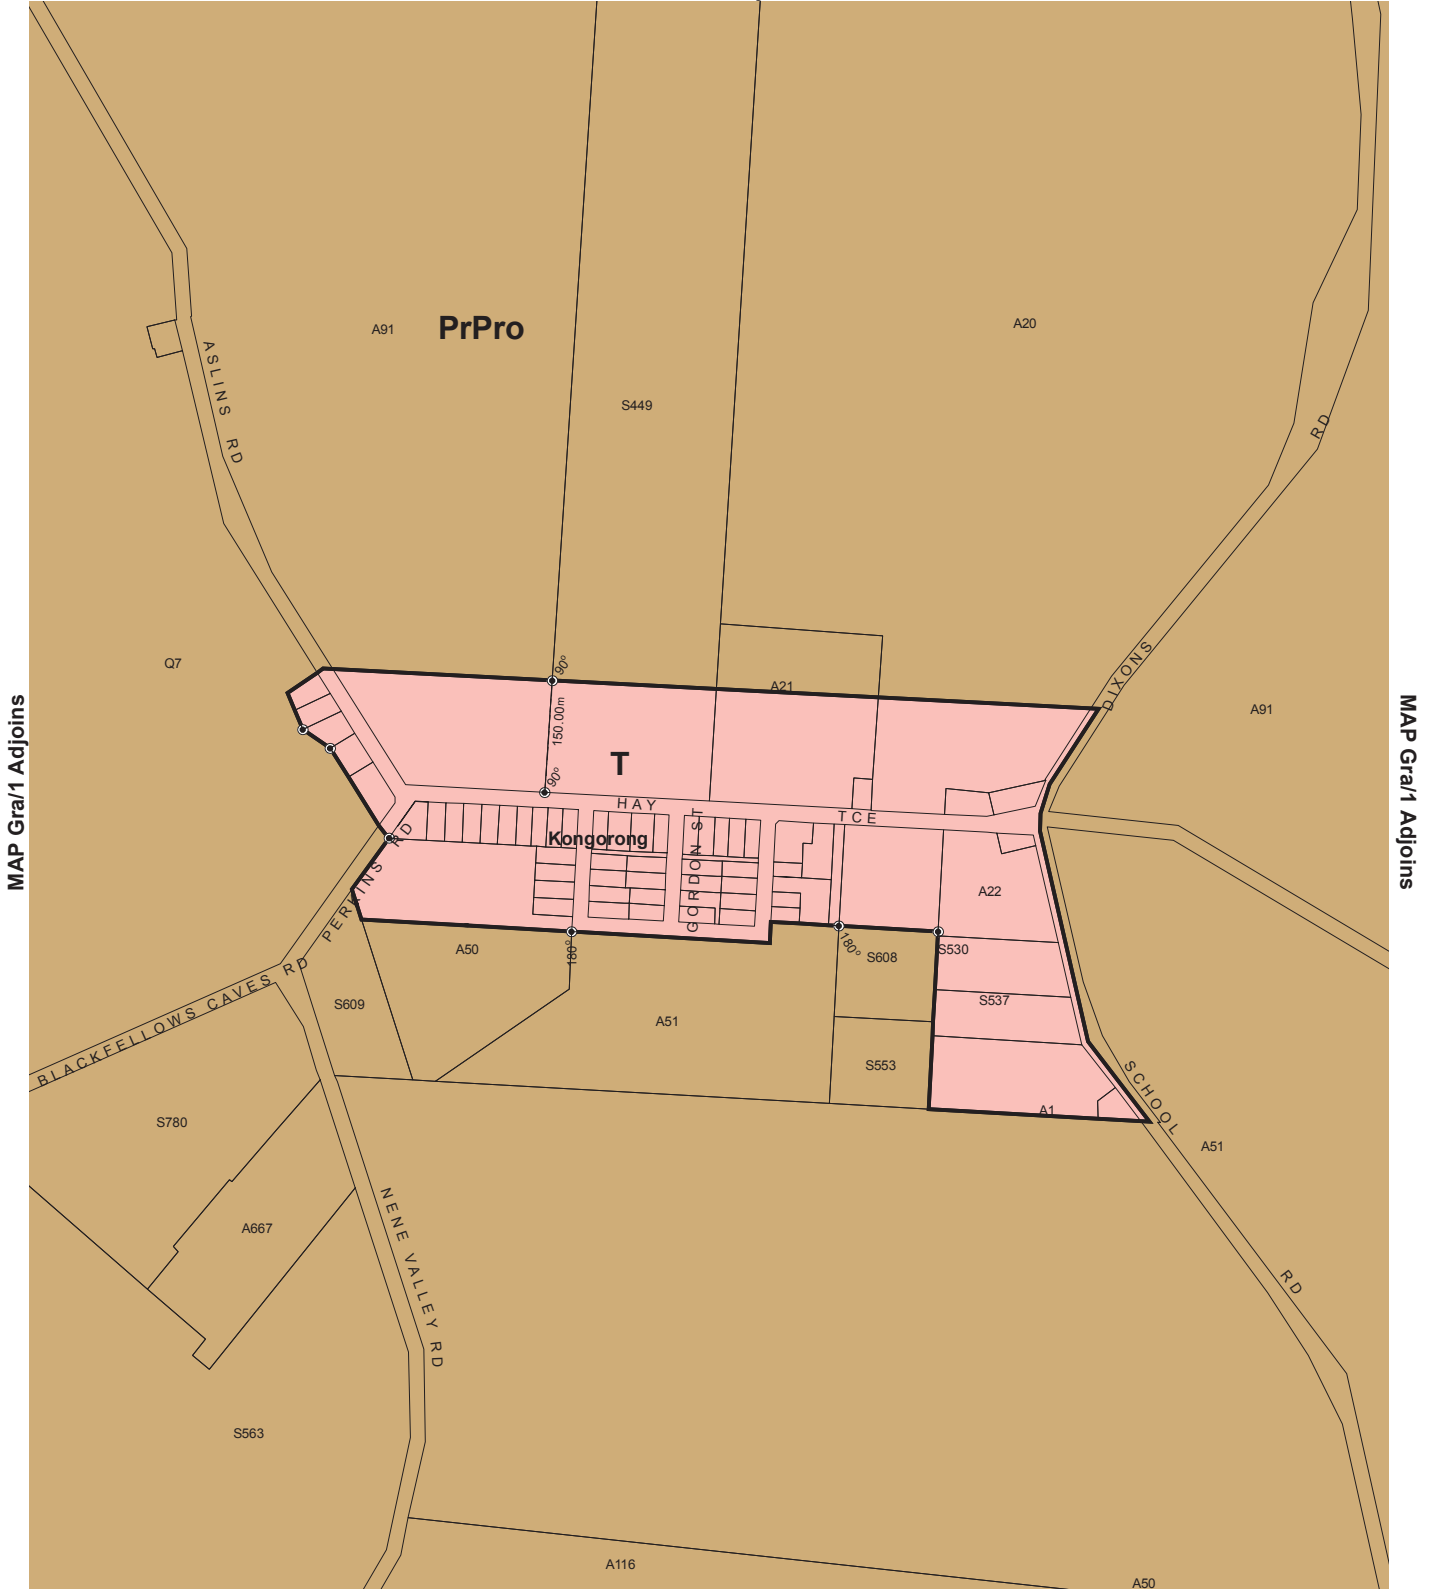 A91
PrPro
A20
ASLINS RD
S449
RD
DIXONS
Q7
90°
A21
A91
150.00m
T
90°
MAP Gra/1 Adjoins
MAP Gra/1 Adjoins
HAY TCE
Kongorong
PERKINS RD
GORDON ST
A22
A50
180°
180°
S608
S530
BLACKFELLOWS CAVES RD
S609
A51
S537
S553
SCHOOL RD
A1
S780
A51
A667
NENE VALLEY RD
S563
A116
A50